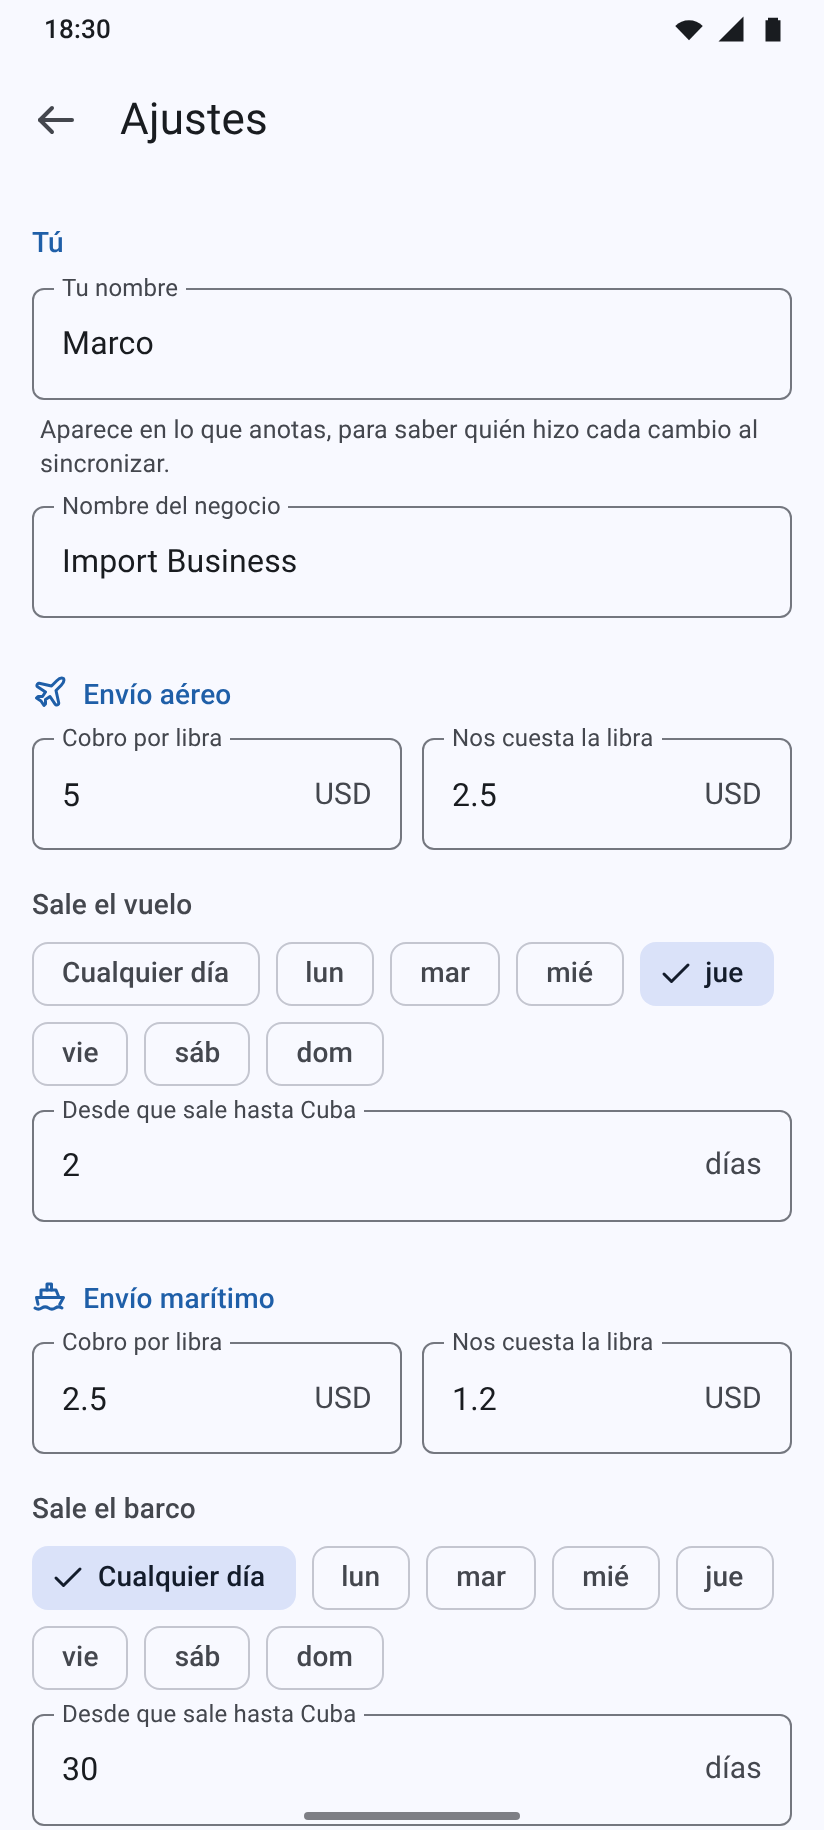 18:30
Ajustes
Tú
Tu nombre
Marco
Aparece en lo que anotas, para saber quién hizo cada cambio al
sincronizar.
Nombre del negocio
Import Business
Envío aéreo
Cobro por libra
Nos cuesta la libra
5 USD
2.5 USD
Sale el vuelo
Cualquier día lun mar mié jue
vie sáb dom
Desde que sale hasta Cuba
2 días
Envío marítimo
Cobro por libra
Nos cuesta la libra
2.5 USD
1.2 USD
Sale el barco
Cualquier día lun mar mié jue
vie sáb dom
Desde que sale hasta Cuba
30 días